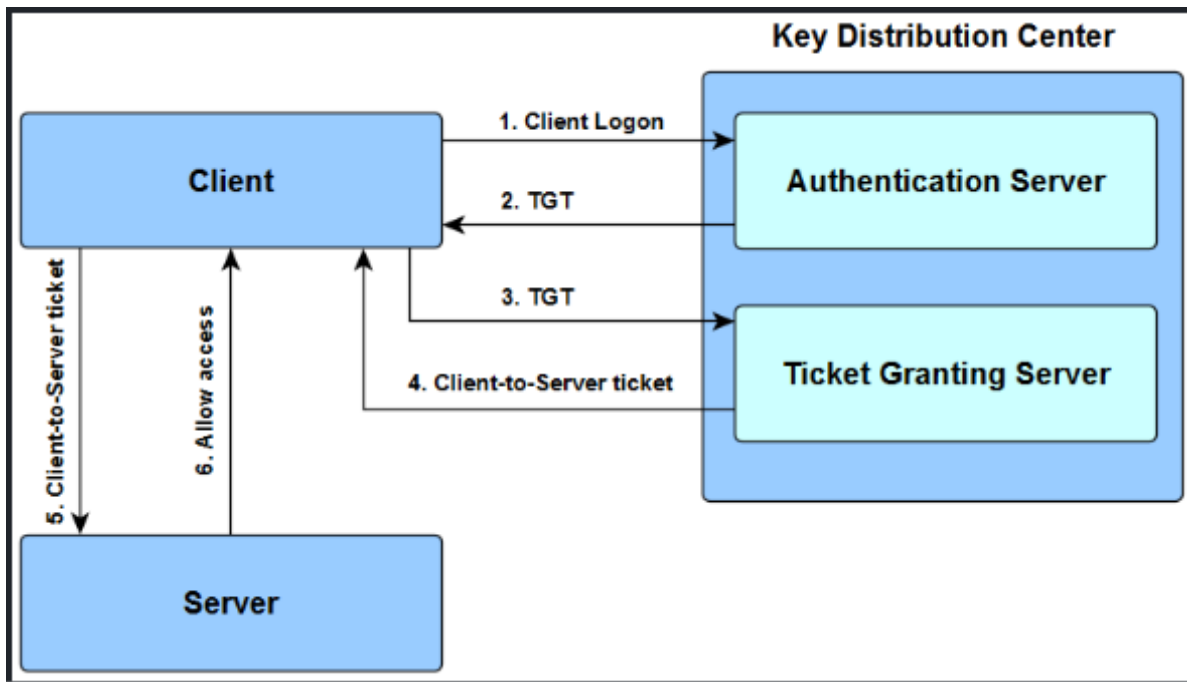 Key Distribution Center
1. Client Logon
Client
Authentication Server
2. TGT
3. TGT
4. Client-to-Server ticket
Ticket Granting Server
5. Client-to-Server ticket
6. Allow access
Server